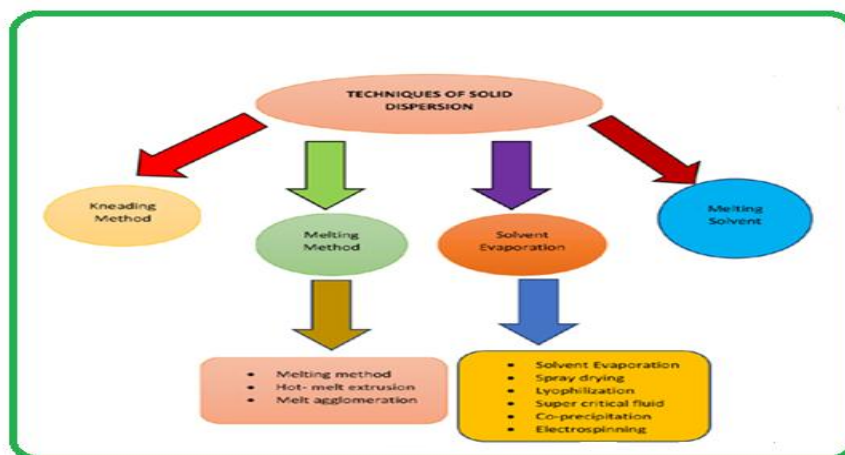 TECHNIQUES OF SOLID
DISPERSION
Kneading
Method
Melting
Method
Solvent
Evaporation
Melting
Solvent
• Melting method
• Hot- melt extrusion
• Melt agglomeration
• Solvent Evaporation
• Spray drying
• Lyophilization
• Super critical fluid
• Co-precipitation
• Electrospinning